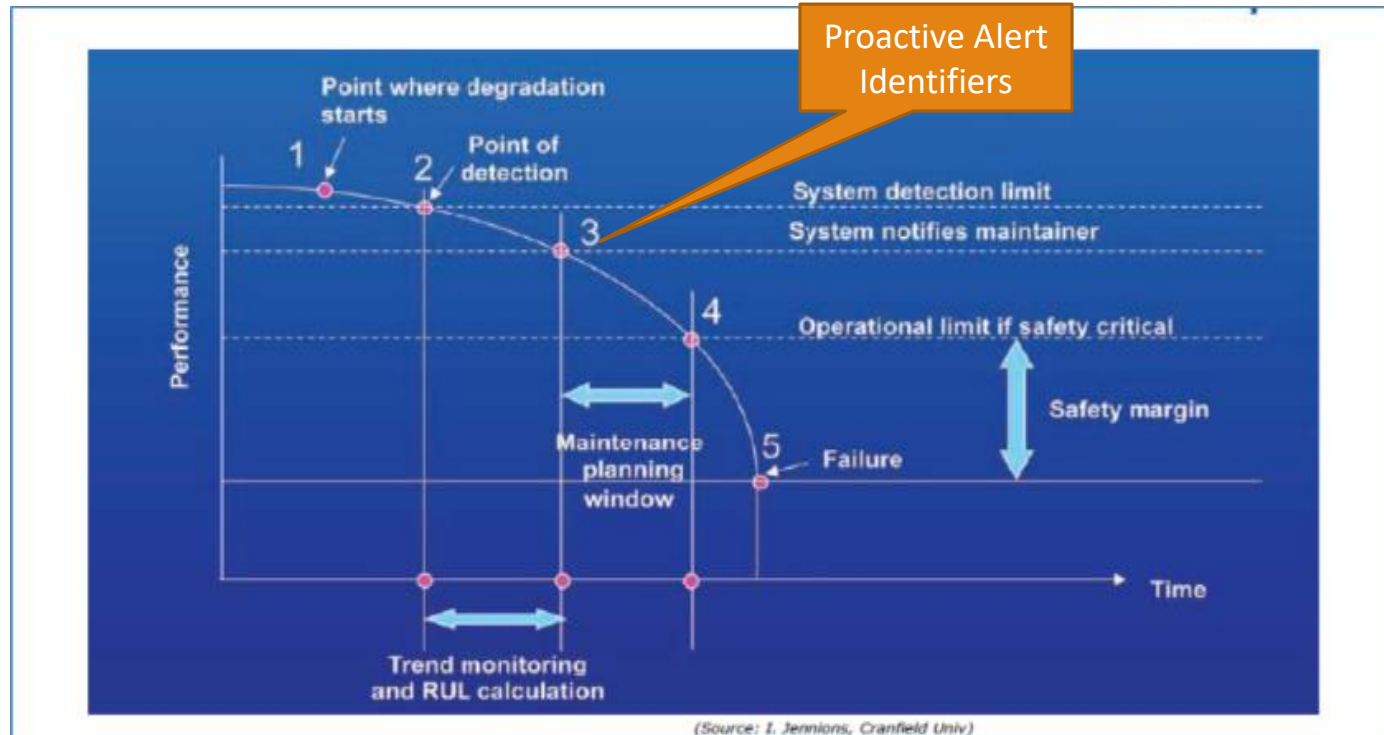 Proactive Alert
Identifiers
Point where degradation
starts
1
2
Point of
detection
3
4
5
System detection limit
System notifies maintainer
Operational limit if safety critical
Safety margin
Performance
Maintenance
planning
window
Failure
Time
Trend monitoring
and RUL calculation
(Source: I. Jennions, Cranfield Univ)